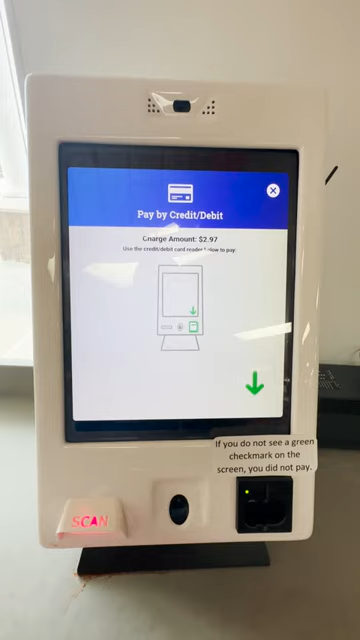 Pay by Credit/Debit
Charge Amount: $2.97
Use the credit/debit card reader below to pay:
If you do not see a green
checkmark on the
screen, you did not pay.
SCAN